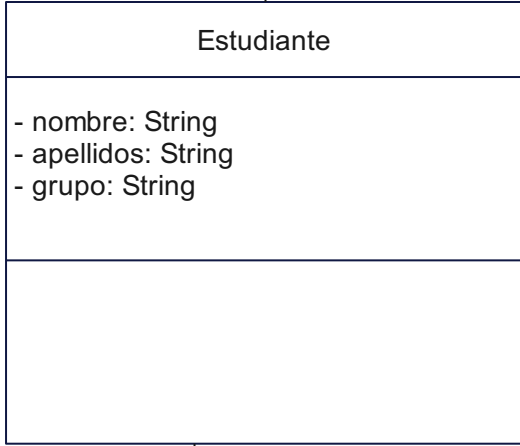 Estudiante
- nombre: String
- apellidos: String
- grupo: String